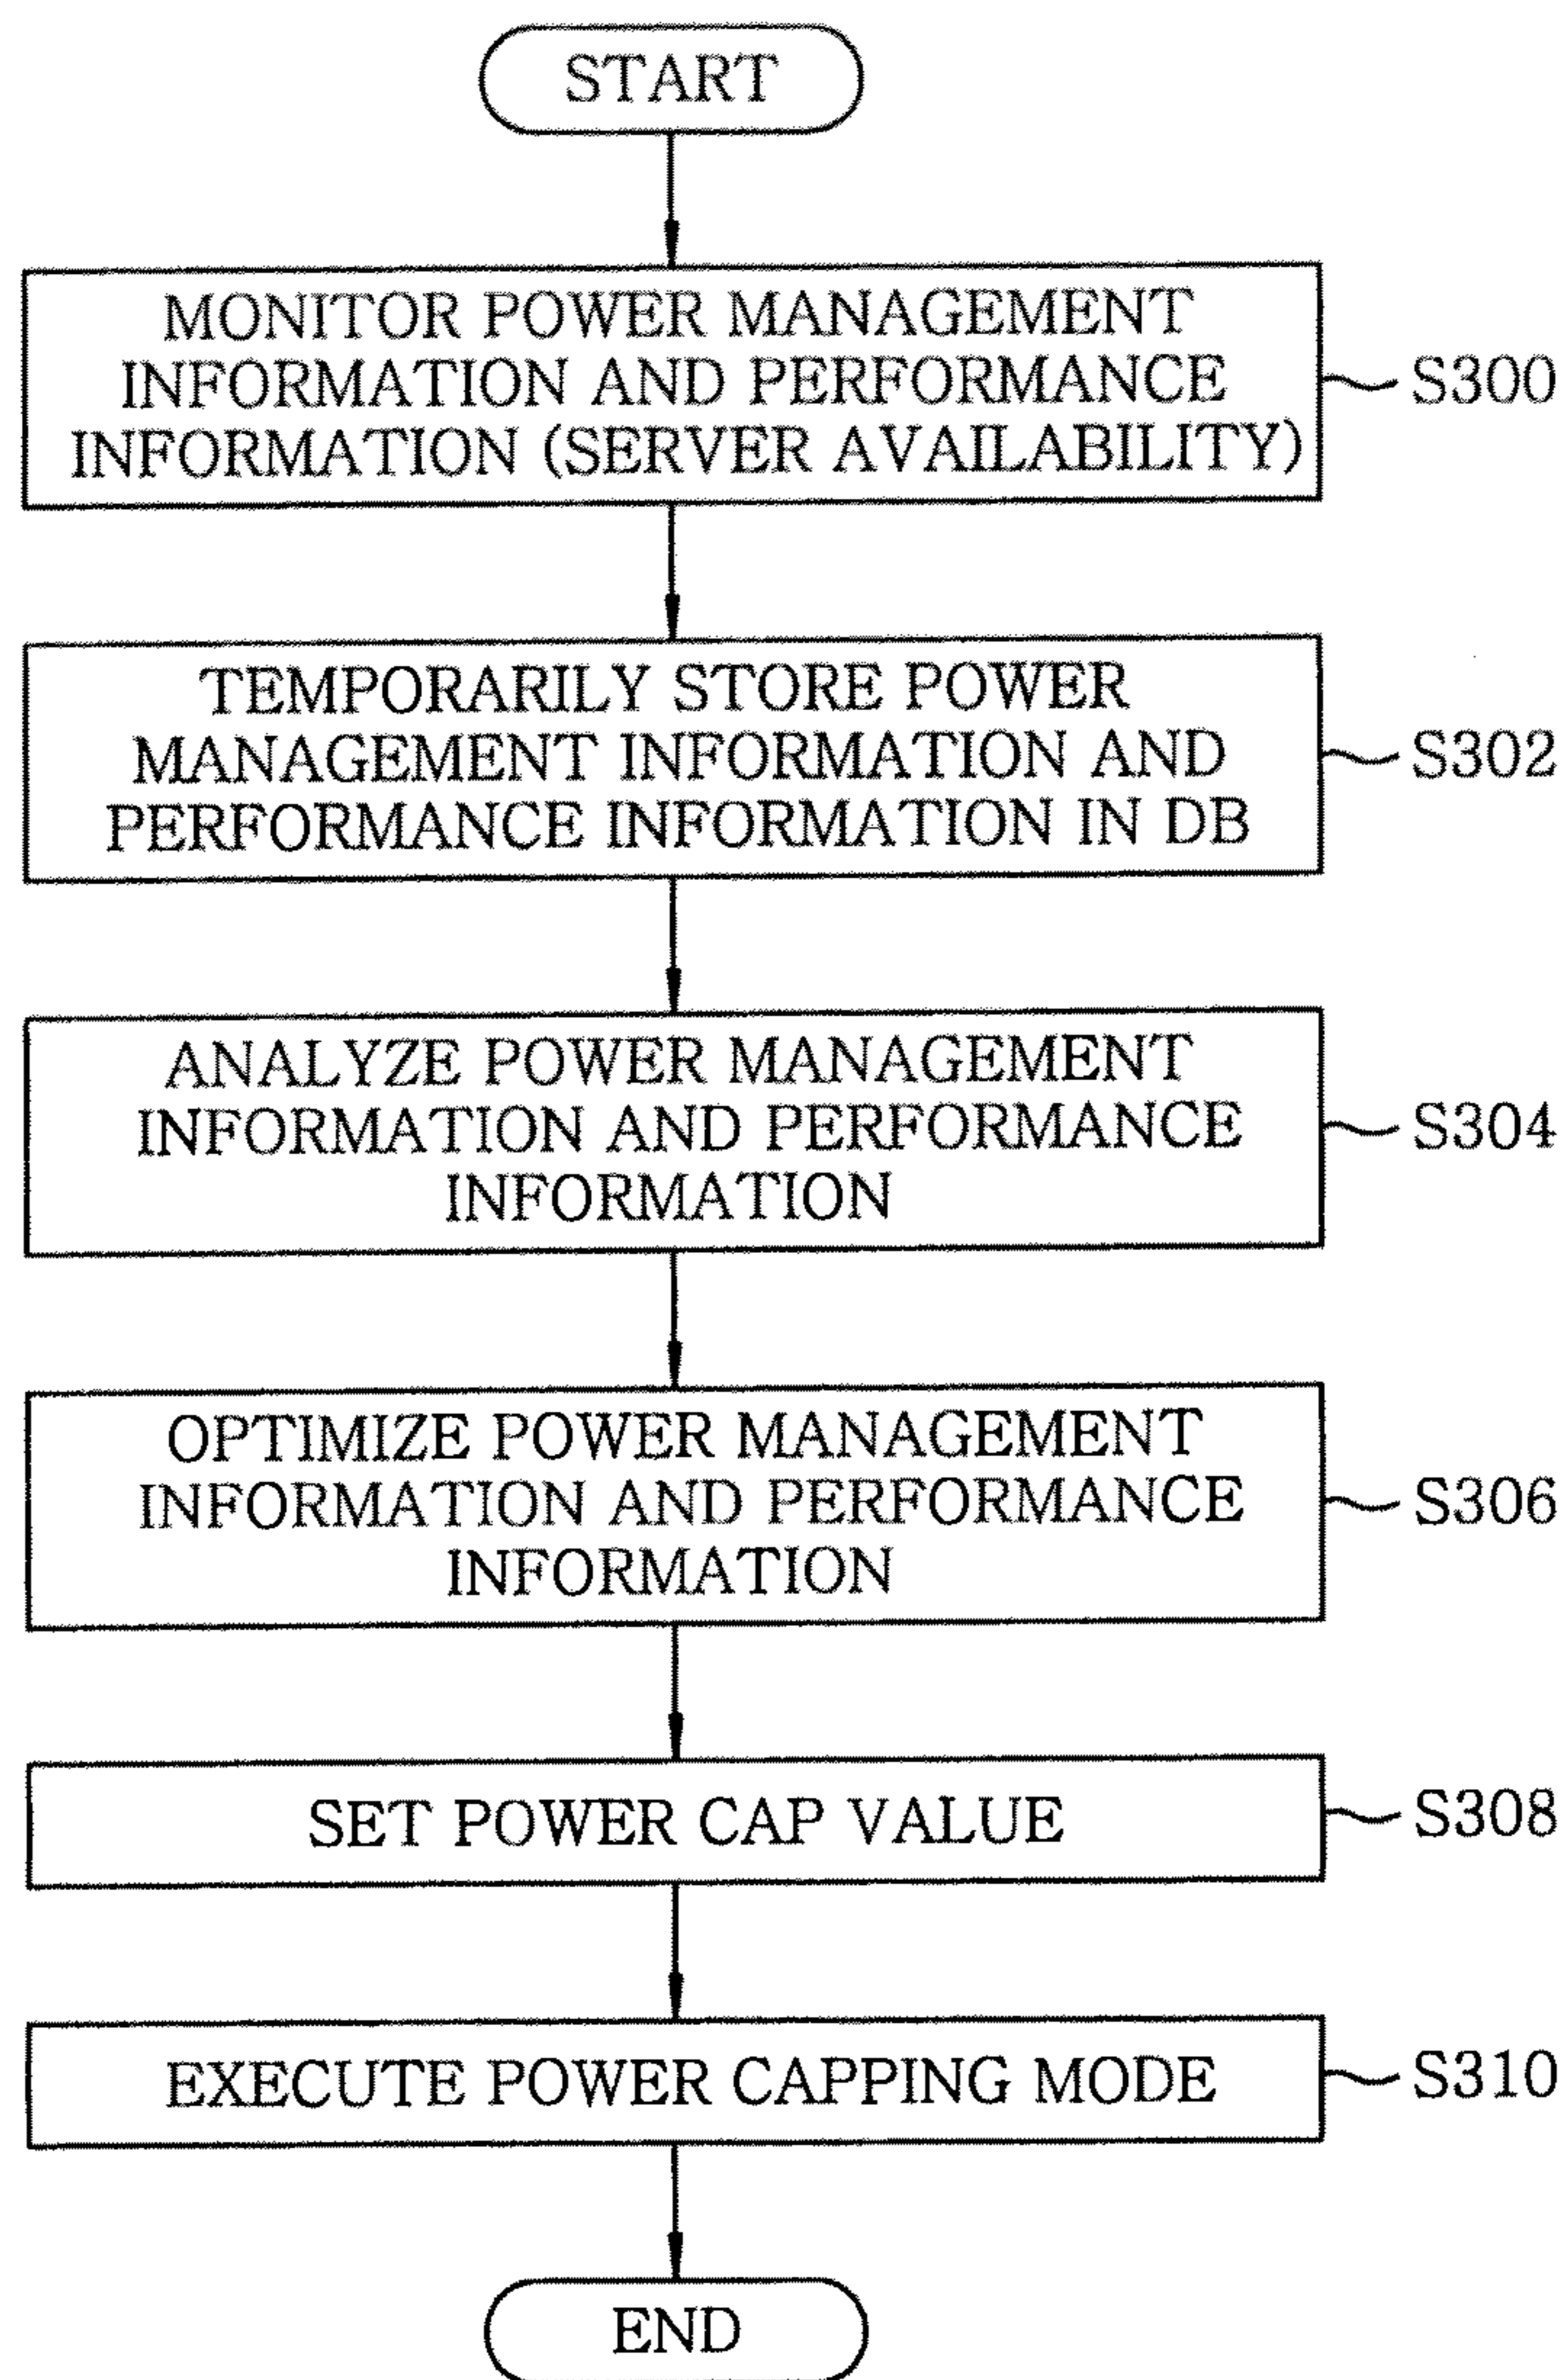 START
MONITOR POWER MANAGEMENT
INFORMATION AND PERFORMANCE
INFORMATION (SERVER AVAILABILITY)
S300
TEMPORARILY STORE POWER
MANAGEMENT INFORMATION AND
PERFORMANCE INFORMATION IN DB
S302
ANALYZE POWER MANAGEMENT
INFORMATION AND PERFORMANCE
INFORMATION
S304
OPTIMIZE POWER MANAGEMENT
INFORMATION AND PERFORMANCE
INFORMATION
S306
SET POWER CAP VALUE
S308
EXECUTE POWER CAPPING MODE
S310
END